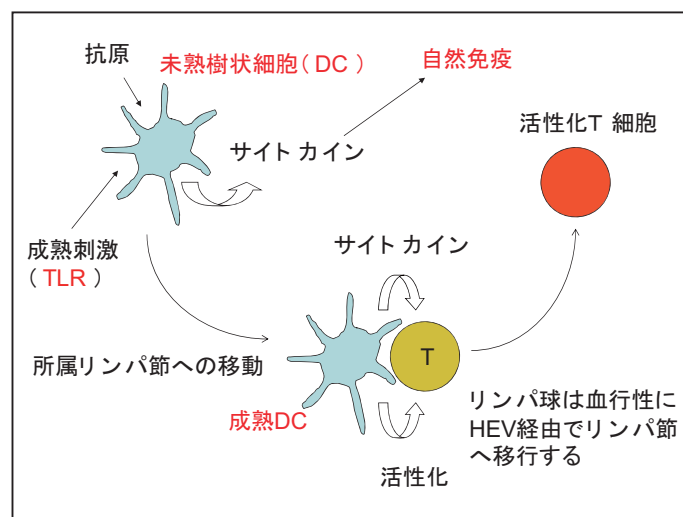 抗原
未熟樹状細胞(DC)
自然免疫
サイトカイン
活性化T 細胞
成熟刺激
(TLR)
サイトカイン
所属リンパ節への移動
T
成熟DC
リンパ球は血行性に
HEV経由でリンパ節
へ移行する
活性化